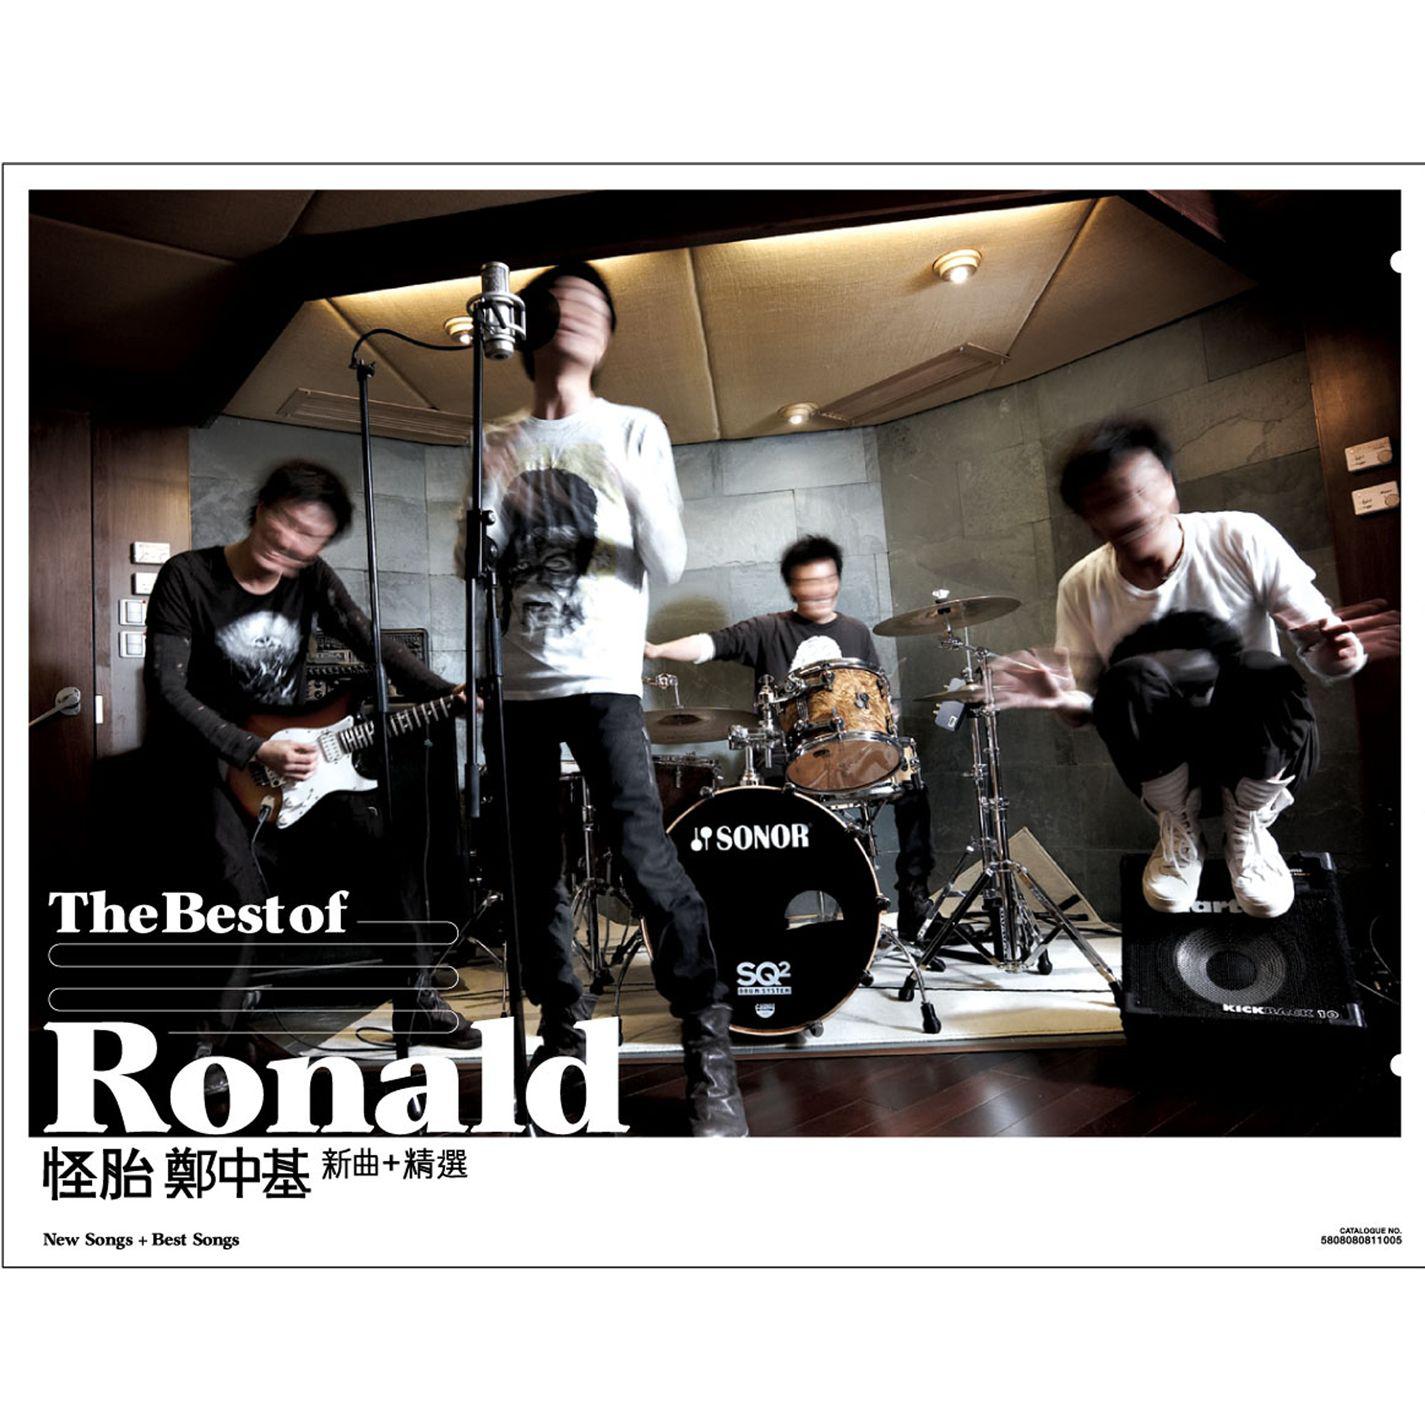 SONOR
SQ2
DRUM SYSTEM
KICKBACK 10
The Best of
Ronald
怪胎 鄭中基 新曲+精選
New Songs + Best Songs
CATALOGUE NO.
5808080811005